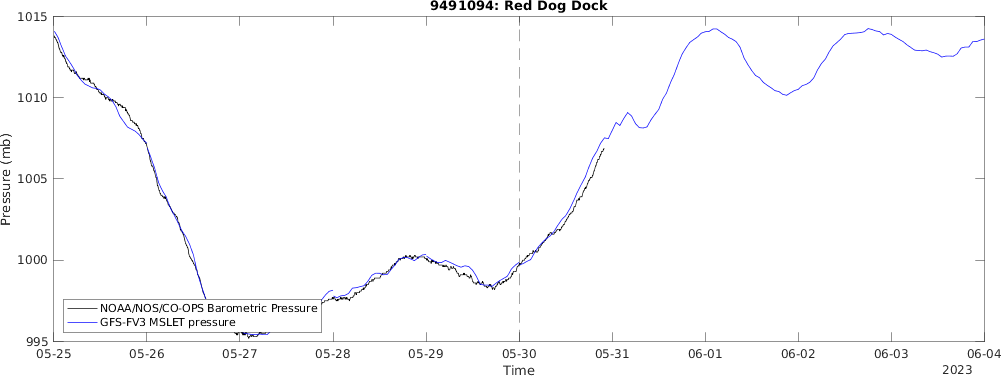 9491094: Red Dog Dock
Pressure (mb)
1015
1010
1005
1000
995
NOAA/NOS/CO-OPS Barometric Pressure
GFS-FV3 MSLET pressure
05-25 05-26 05-27 05-28 05-29 05-30 05-31 06-01 06-02 06-03 06-04
Time
2023